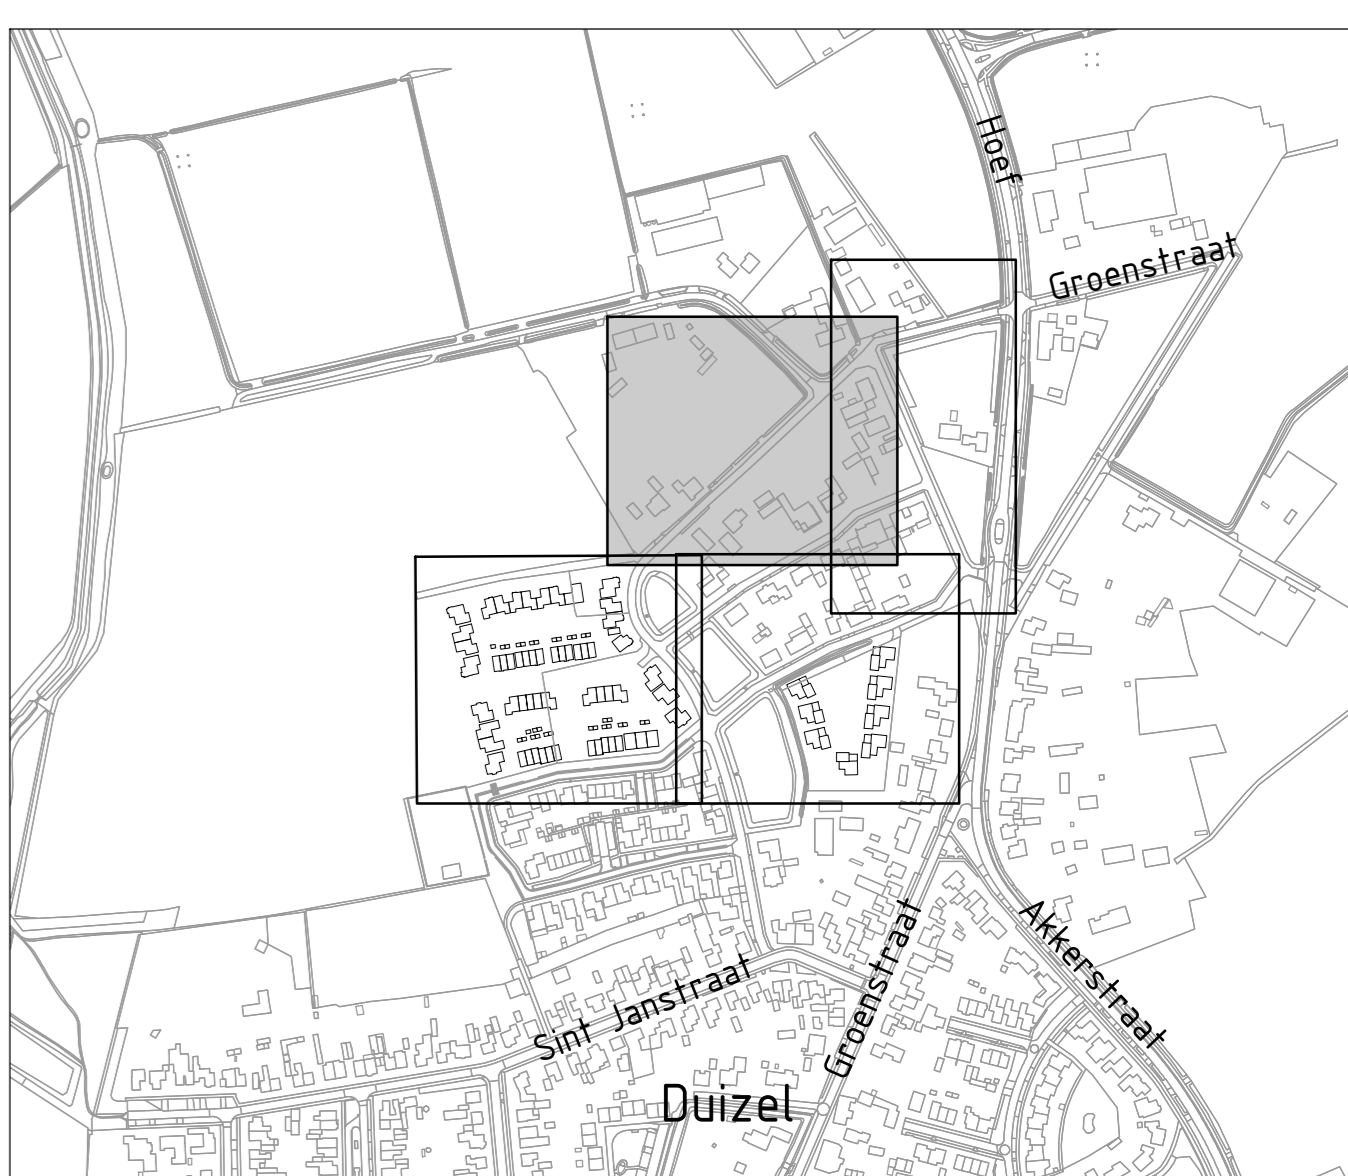 Hoef
Groenstraat
Akkerstraat
Groenstraat
Sint Janstraat
Duizel